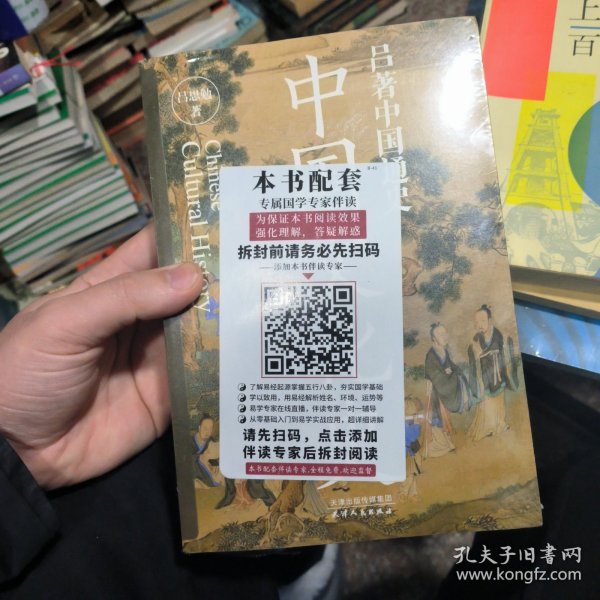 吕思勉
著
Chinese
Cultural History
中国
吕著中国通史
本书配套
B-41
专属国学专家伴读
为保证本书阅读效果
强化理解，答疑解惑
拆封前请务必先扫码
—添加本书伴读专家—
了解易经起源掌握五行八卦，夯实国学基础
学以致用，用易经解析姓名、环境、运势等
易学专家在线直播，伴读专家一对一辅导
从零基础入门到易学实战应用，超详细讲解
请先扫码，点击添加
伴读专家后拆封阅读
本书配套伴读专家,全程免费,欢迎监督
天津出版传媒集团
天津人民出版社
上
百
孔夫子旧书网
www.kongfz.com